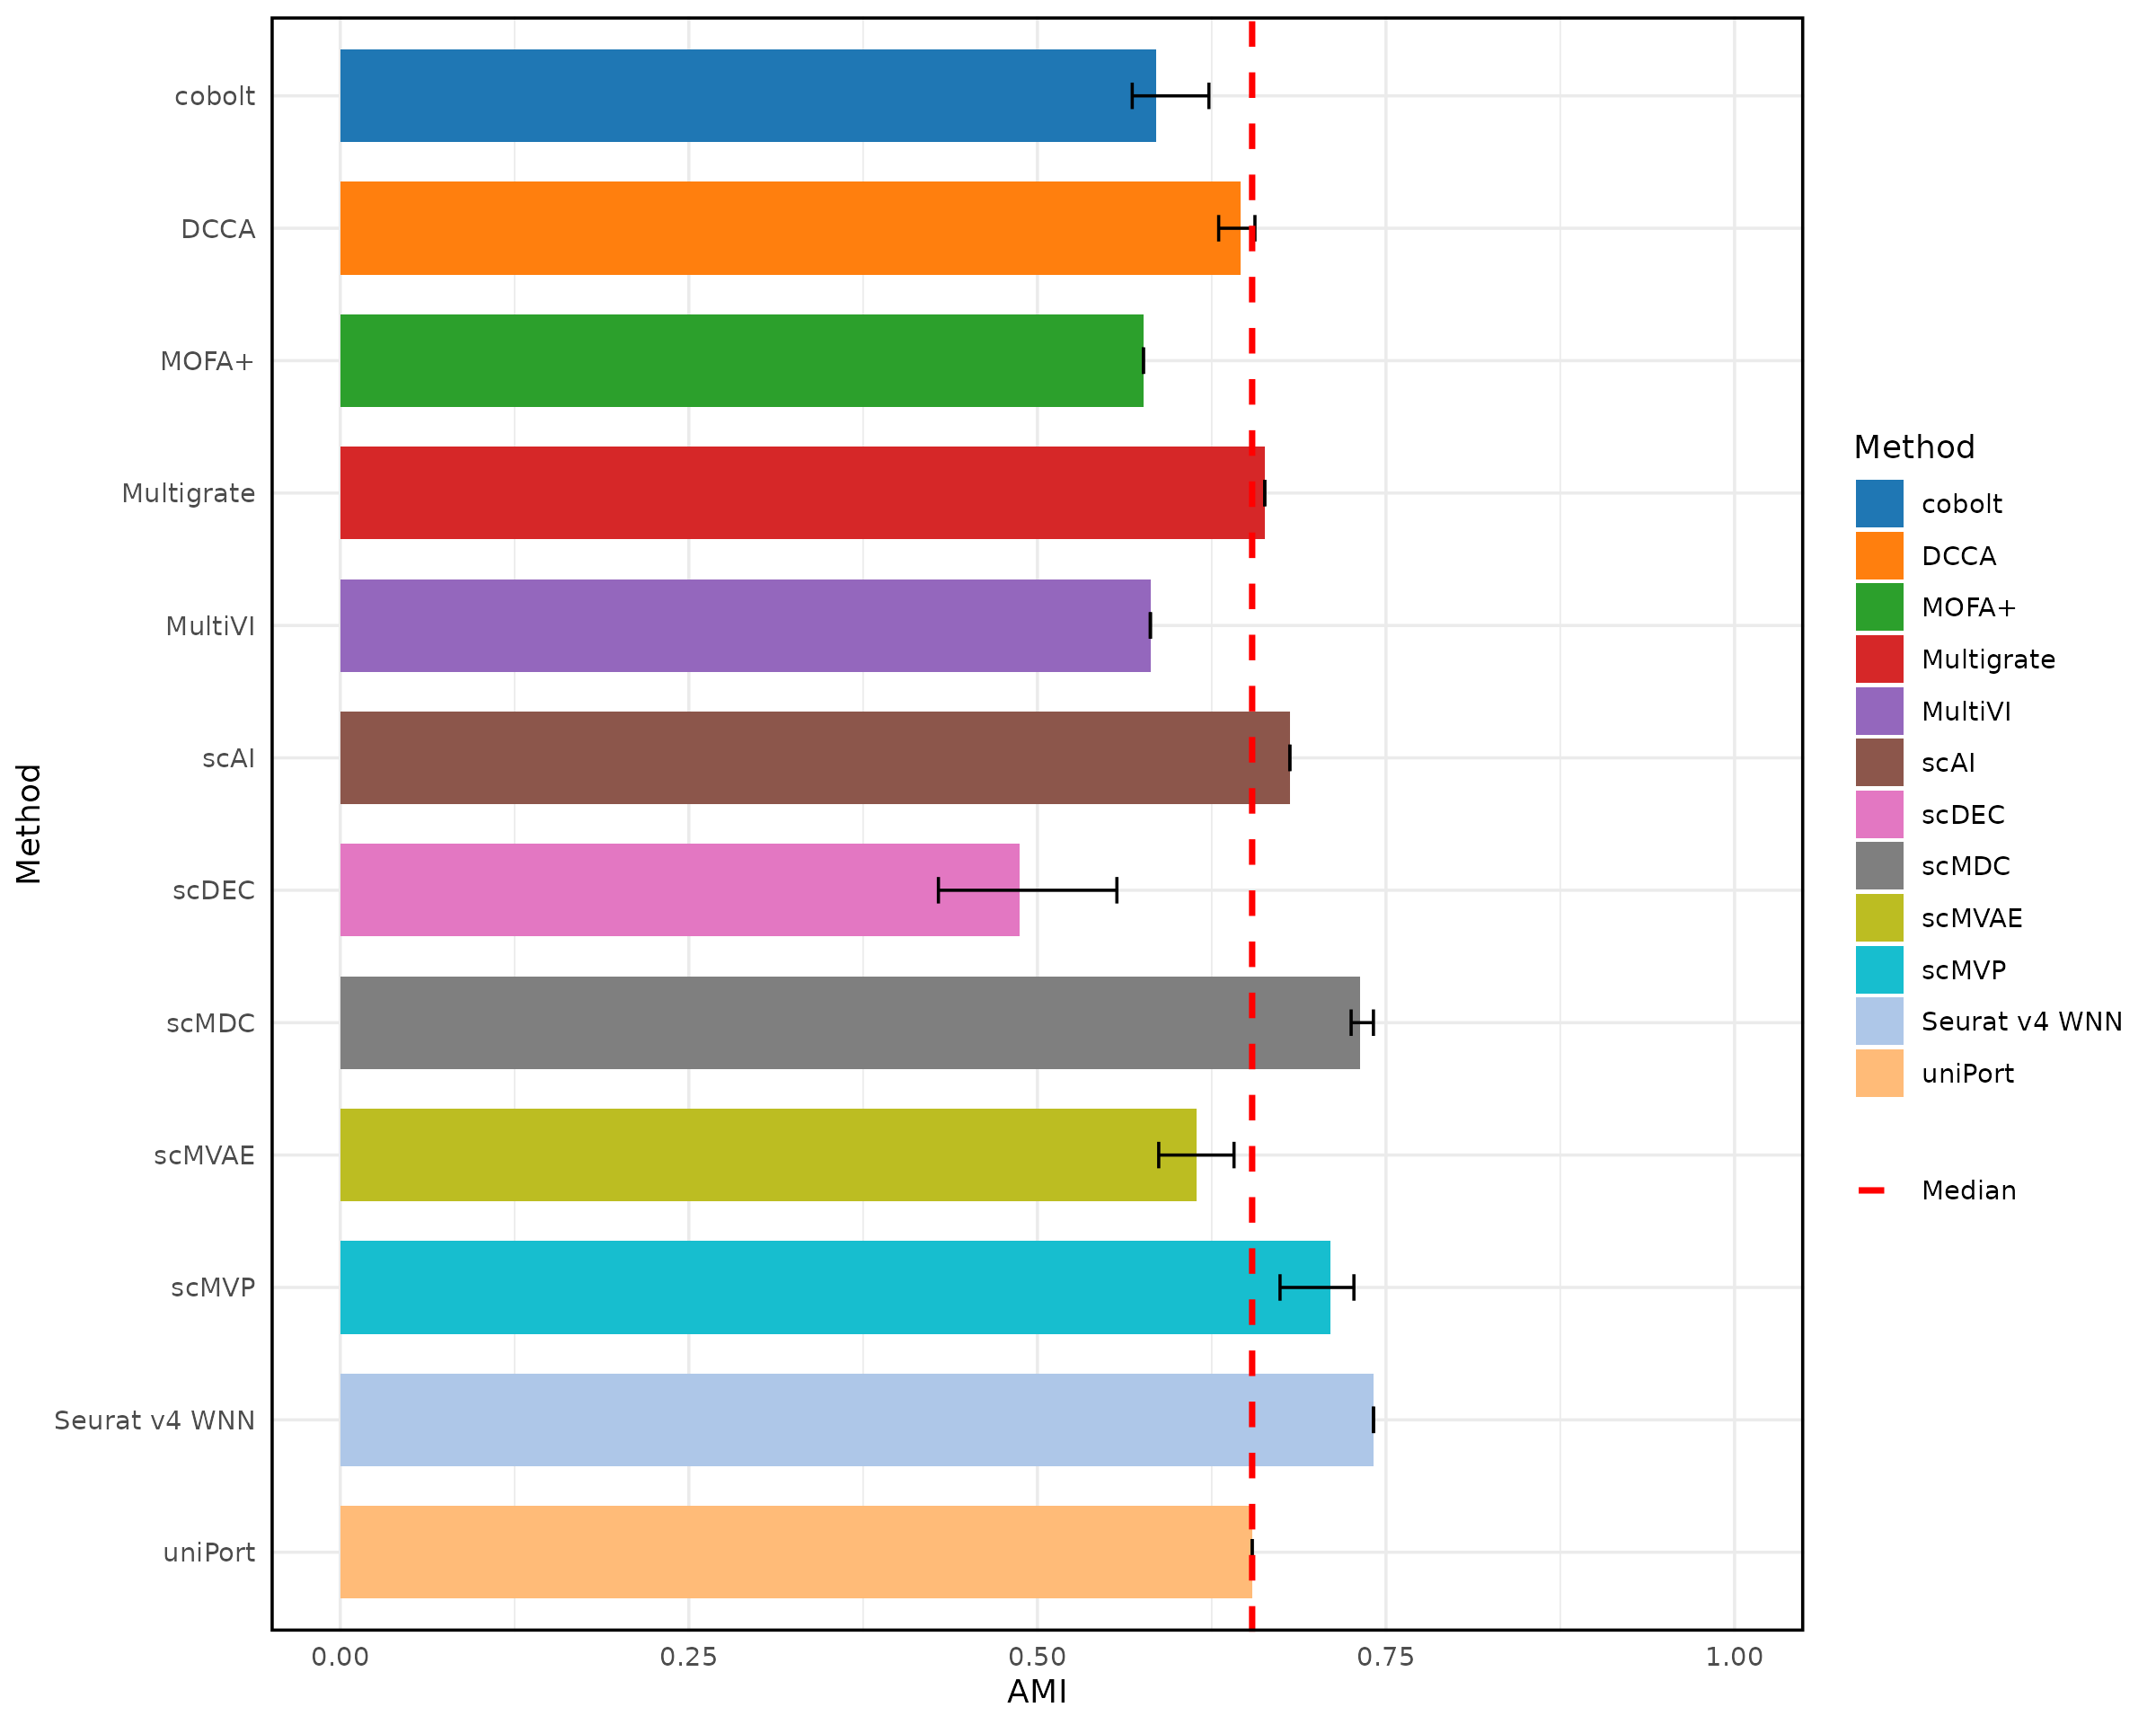 cobolt
DCCA
MOFA+
Multigrate
MultiVI
scAI
scDEC
scMDC
scMVAE
scMVP
Seurat v4 WNN
uniPort
Method
0.00 0.25 0.50 0.75 1.00
AMI
Method
cobolt
DCCA
MOFA+
Multigrate
MultiVI
scAI
scDEC
scMDC
scMVAE
scMVP
Seurat v4 WNN
uniPort
Median